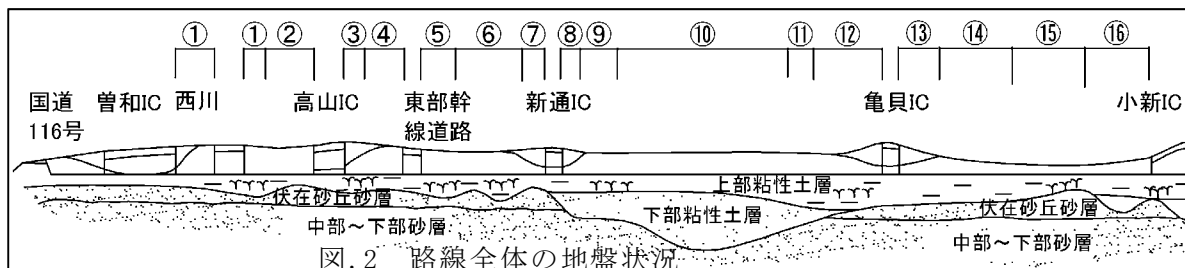 ① ① ② ③ ④ ⑤ ⑥ ⑦ ⑧ ⑨ ⑩ ⑪ ⑫ ⑬ ⑭ ⑮ ⑯
国道 曽和IC 西川 高山IC 東部幹 新通IC 亀貝IC 小新IC
116号 線道路
上部粘性土層
伏在砂丘砂層 伏在砂丘砂層
下部粘性土層
中部~下部砂層 中部~下部砂層
図.2 路線全体の地盤状況